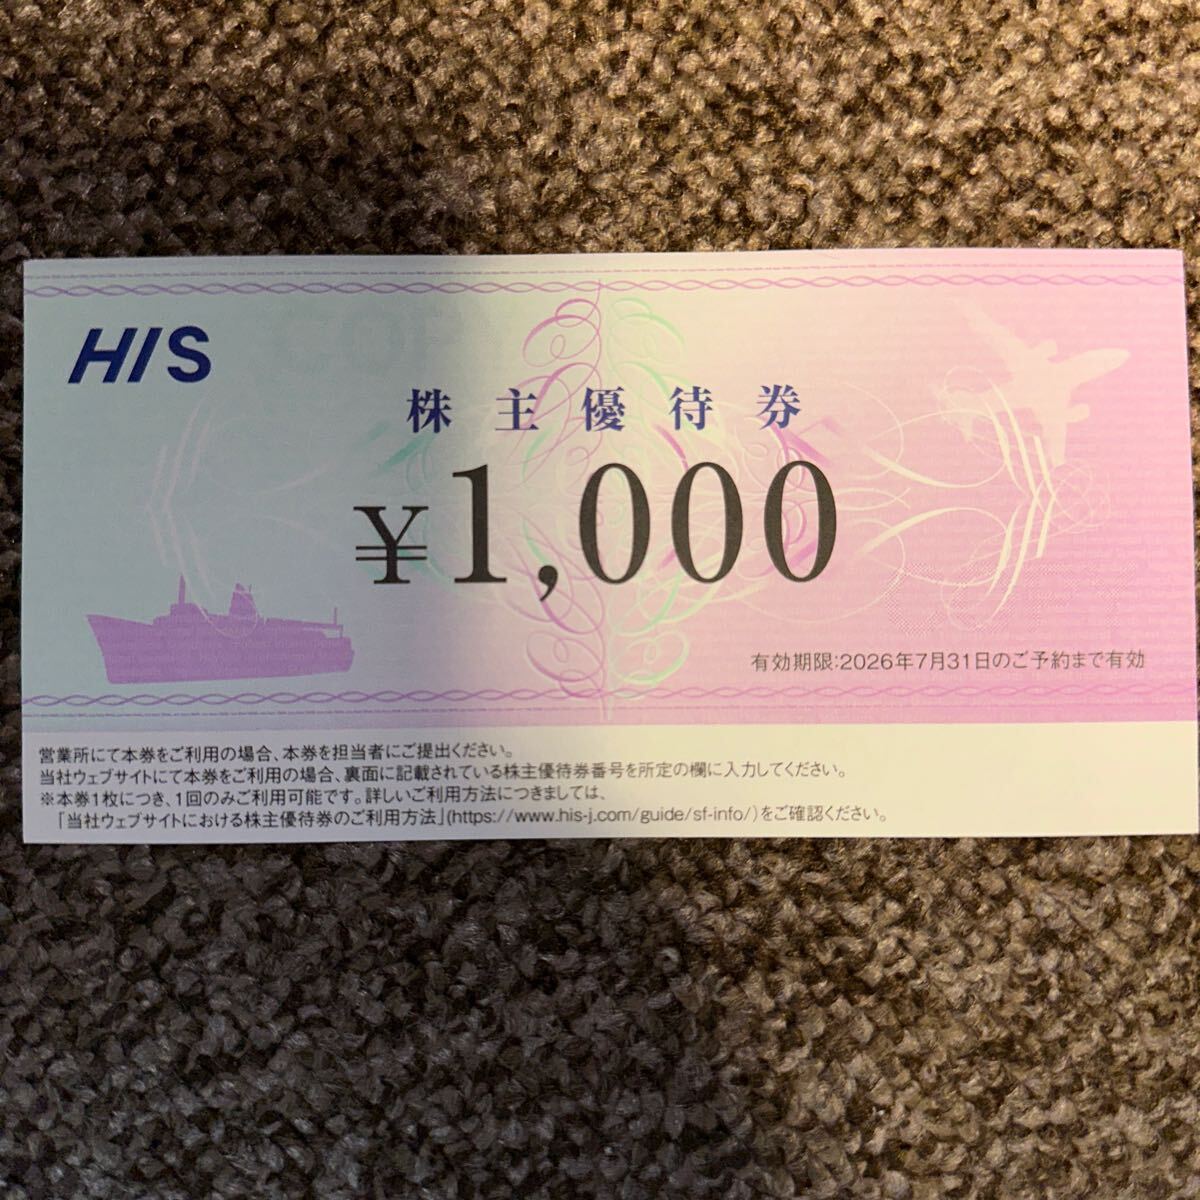 HIS
株主優待券
¥1,000
有効期限:2026年7月31日のご予約まで有効
営業所にて本券をご利用の場合、本券を担当者にご提出ください。
当社ウェブサイトにて本券をご利用の場合、裏面に記載されている株主優待券番号を所定の欄に入力してください。
※本券1枚につき、1回のみご利用可能です。詳しいご利用方法につきましては、
「当社ウェブサイトにおける株主優待券のご利用方法」(https://www.his-j.com/guide/sf-info/)をご確認ください。